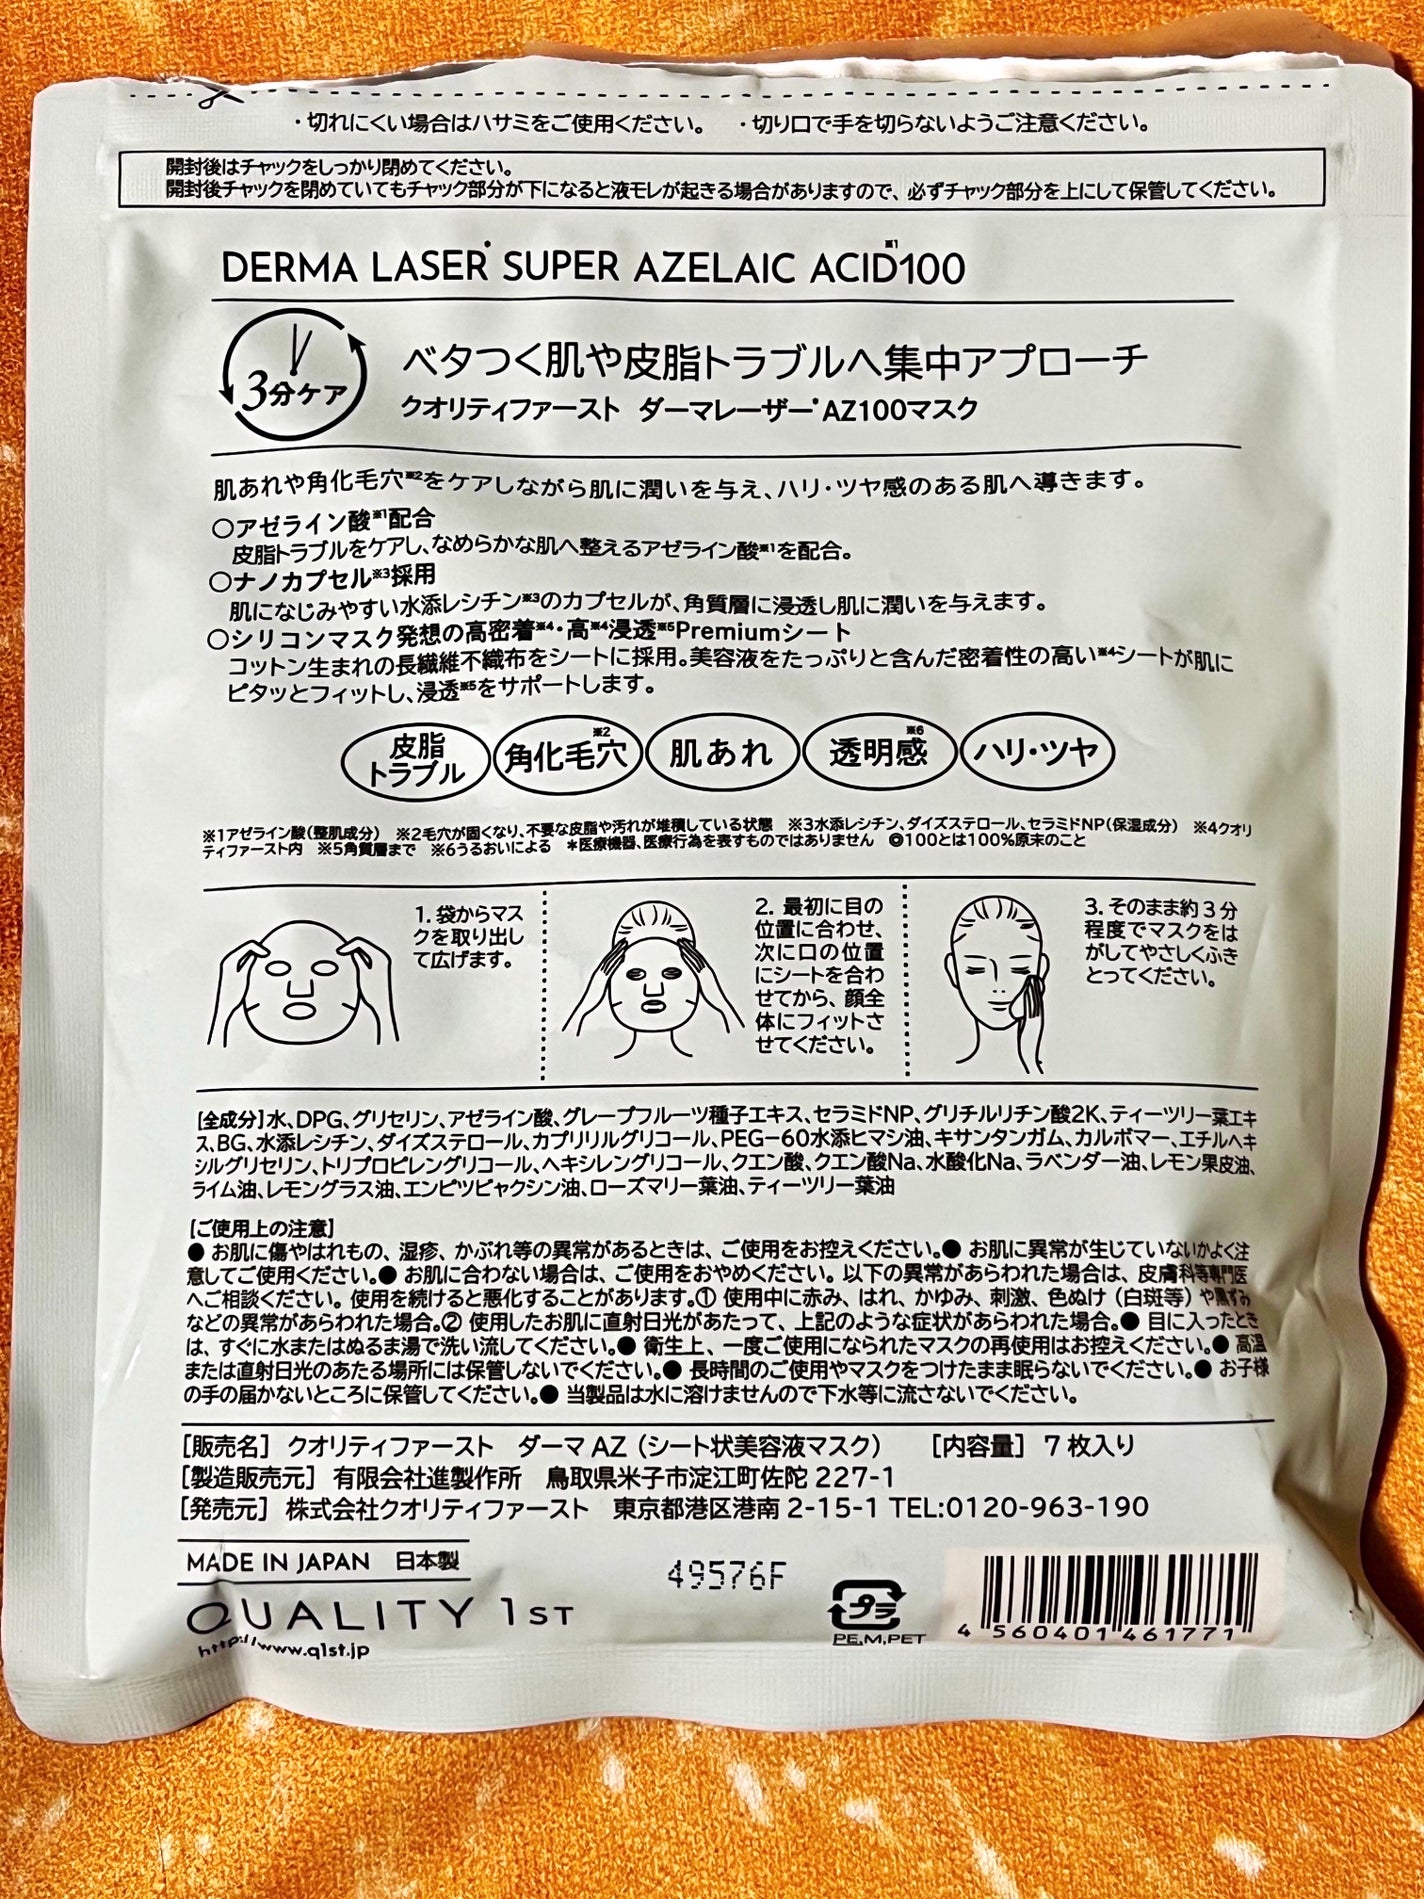 ・切れにくい場合はハサミをご使用ください。 ・切り口で手を切らないようご注意ください。
開封後はチャックをしっかり閉めてください。
開封後チャックを閉めていてもチャック部分が下になると液モレが起きる場合がありますので、必ずチャック部分を上にして保管してください。
DERMA LASER* SUPER AZELAIC ACID※1 100
3分ケア
ベタつく肌や皮脂トラブルへ集中アプローチ
クオリティファースト ダーマレーザー*AZ100マスク
肌あれや角化毛穴※2をケアしながら肌に潤いを与え、ハリ・ツヤ感のある肌へ導きます。
○アゼライン酸※1配合
皮脂トラブルをケアし、なめらかな肌へ整えるアゼライン酸※1を配合。
○ナノカプセル※3採用
肌になじみやすい水添レシチン※3のカプセルが、角質層に浸透し肌に潤いを与えます。
○シリコンマスク発想の高密着※4・高※4浸透※5Premiumシート
コットン生まれの長繊維不織布をシートに採用。美容液をたっぷりと含んだ密着性の高い※4シートが肌に
ピタッとフィットし、浸透※5をサポートします。
皮脂
トラブル
角化毛穴※2
肌あれ
透明感※6
ハリ・ツヤ
※1アゼライン酸(整肌成分) ※2毛穴が固くなり、不要な皮脂や汚れが堆積している状態 ※3水添レシチン、ダイズステロール、セラミドNP(保湿成分) ※4クオリ
ティファースト内 ※5角質層まで ※6うるおいによる ＊医療機器、医療行為を表すものではありません ◎100とは100%原末のこと
1. 袋からマス
クを取り出し
て広げます。
2. 最初に目の
位置に合わせ、
次に口の位置
にシートを合わ
せてから、顔全
体にフィットさ
せてください。
3. そのまま約3分
程度でマスクをは
がしてやさしくふき
とってください。
[全成分]水、DPG、グリセリン、アゼライン酸、グレープフルーツ種子エキス、セラミドNP、グリチルリチン酸2K、ティーツリー葉エキ
ス、BG、水添レシチン、ダイズステロール、カプリリルグリコール、PEG-60水添ヒマシ油、キサンタンガム、カルボマー、エチルヘキ
シルグリセリン、トリプロピレングリコール、ヘキシレングリコール、クエン酸、クエン酸Na、水酸化Na、ラベンダー油、レモン果皮油、
ライム油、レモングラス油、エンピツビャクシン油、ローズマリー葉油、ティーツリー葉油
[ご使用上の注意]
● お肌に傷やはれもの、湿疹、かぶれ等の異常があるときは、ご使用をお控えください。● お肌に異常が生じていないかよく注
意してご使用ください。● お肌に合わない場合は、ご使用をおやめください。以下の異常があらわれた場合は、皮膚科等専門医
へご相談ください。使用を続けると悪化することがあります。① 使用中に赤み、はれ、かゆみ、刺激、色ぬけ（白斑等）や黒ずみ
などの異常があらわれた場合。② 使用したお肌に直射日光があたって、上記のような症状があらわれた場合。● 目に入ったとき
は、すぐに水またはぬるま湯で洗い流してください。● 衛生上、一度ご使用になられたマスクの再使用はお控えください。● 高温
または直射日光のあたる場所には保管しないでください。● 長時間のご使用やマスクをつけたまま眠らないでください。● お子様
の手の届かないところに保管してください。● 当製品は水に溶けませんので下水等に流さないでください。
[販売名] クオリティファースト ダーマ AZ（シート状美容液マスク） [内容量] 7枚入り
[製造販売元] 有限会社進製作所 鳥取県米子市淀江町佐陀 227-1
[発売元] 株式会社クオリティファースト 東京都港区港南 2-15-1 TEL:0120-963-190
MADE IN JAPAN 日本製
49576F
プラ
PE,M,PET
4 560401 461771
QUALITY 1ST
http://www.q1st.jp